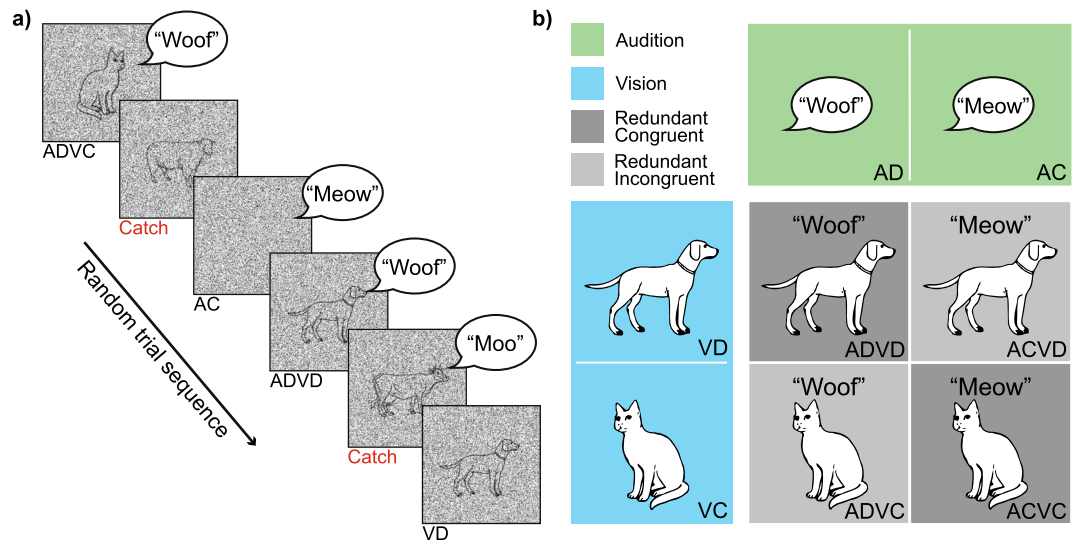 a)
“Woof”
ADVC
Catch
“Meow”
AC
“Woof”
ADVD
“Moo”
Catch
VD
Random trial sequence
b)
Audition
Vision
Redundant
Congruent
Redundant
Incongruent
“Woof”
AD
“Meow”
AC
VD
“Woof”
ADVD
“Meow”
ACVD
VC
“Woof”
ADVC
“Meow”
ACVC